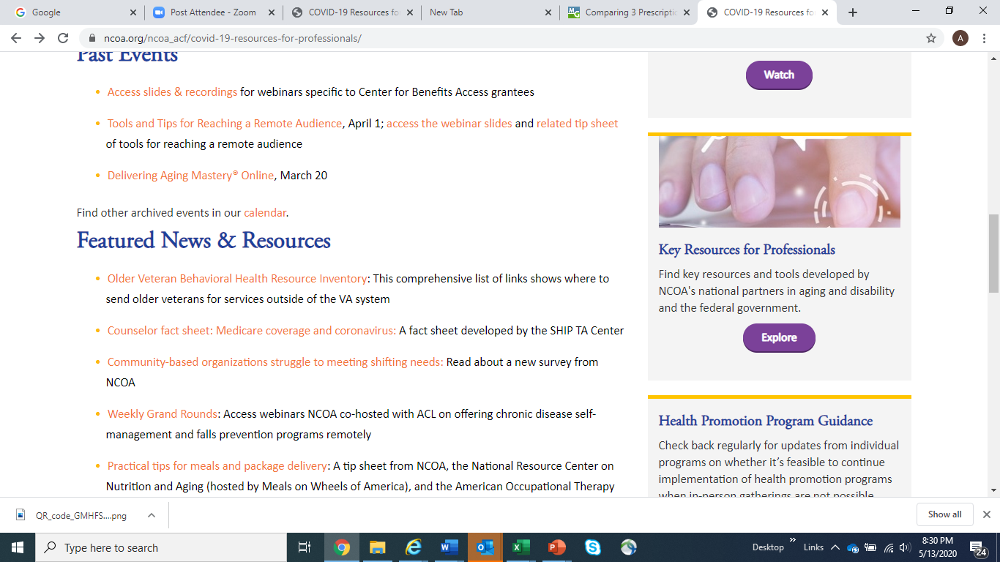 Google
Post Attendee - Zoom
COVID-19 Resources fo
New Tab
Comparing 3 Prescriptic
COVID-19 Resources fo
ncoa.org/ncoa_acf/covid-19-resources-for-professionals/
A
Past Events
• Access slides & recordings for webinars specific to Center for Benefits Access grantees
• Tools and Tips for Reaching a Remote Audience, April 1; access the webinar slides and related tip sheet
of tools for reaching a remote audience
• Delivering Aging Mastery® Online, March 20
Find other archived events in our calendar.
Featured News & Resources
• Older Veteran Behavioral Health Resource Inventory: This comprehensive list of links shows where to
send older veterans for services outside of the VA system
• Counselor fact sheet: Medicare coverage and coronavirus: A fact sheet developed by the SHIP TA Center
• Community-based organizations struggle to meeting shifting needs: Read about a new survey from
NCOA
• Weekly Grand Rounds: Access webinars NCOA co-hosted with ACL on offering chronic disease self-
management and falls prevention programs remotely
• Practical tips for meals and package delivery: A tip sheet from NCOA, the National Resource Center on
Nutrition and Aging (hosted by Meals on Wheels of America), and the American Occupational Therapy
Watch
Key Resources for Professionals
Find key resources and tools developed by
NCOA's national partners in aging and disability
and the federal government.
Explore
Health Promotion Program Guidance
Check back regularly for updates from individual
programs on whether it's feasible to continue
implementation of health promotion programs
when in-person gatherings are not possible
QR_code_GMHFS....png
Show all
Type here to search
Desktop
Links
8:30 PM
5/13/2020
24